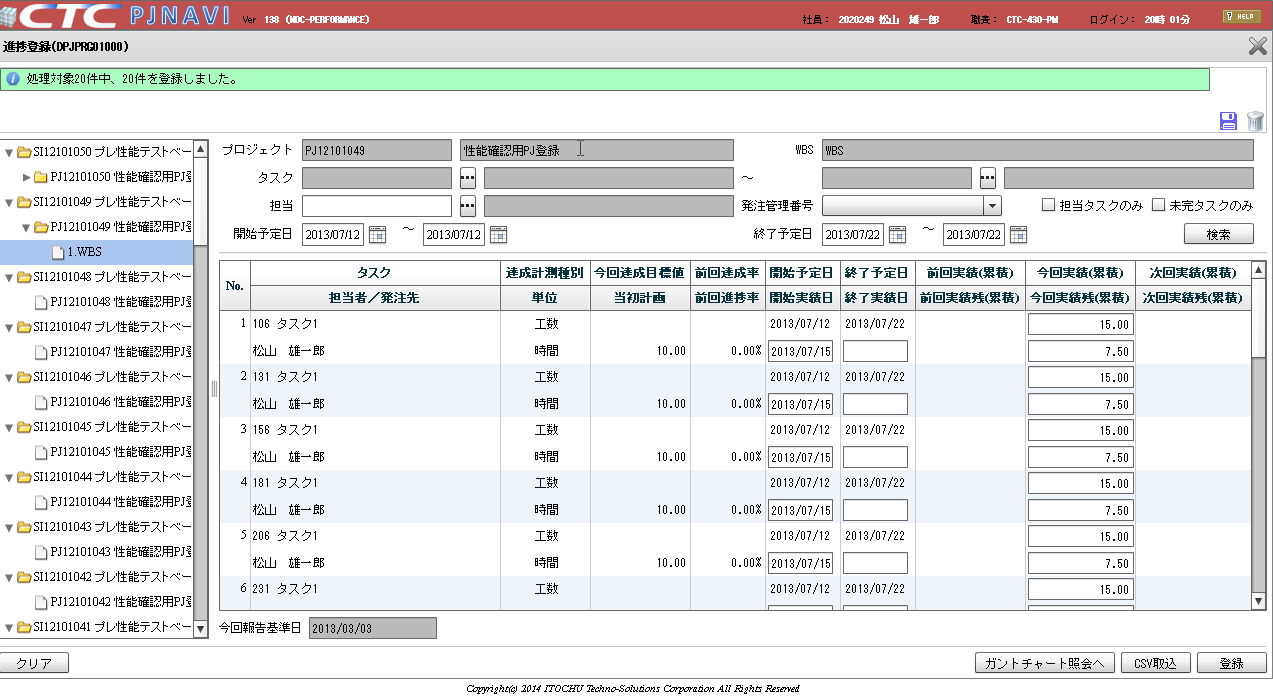 CTC PJNAVI Ver 138 (NDC-PERFORMANCE) 社員： 2020249 松山 雄一郎 職責： CTC-430-PM ログイン： 20時 01分 HELP
進捗登録(DPJPRG01000)
処理対象20件中、20件を登録しました。
SI12101050 プレ性能テストベー
PJ12101050 性能確認用PJ登
SI12101049 プレ性能テストベー
PJ12101049 性能確認用PJ登
1.WBS
SI12101048 プレ性能テストベー
PJ12101048 性能確認用PJ登
SI12101047 プレ性能テストベー
PJ12101047 性能確認用PJ登
SI12101046 プレ性能テストベー
PJ12101046 性能確認用PJ登
SI12101045 プレ性能テストベー
PJ12101045 性能確認用PJ登
SI12101044 プレ性能テストベー
PJ12101044 性能確認用PJ登
SI12101043 プレ性能テストベー
PJ12101043 性能確認用PJ登
SI12101042 プレ性能テストベー
PJ12101042 性能確認用PJ登
SI12101041 プレ性能テストベー
プロジェクト PJ12101049 性能確認用PJ登録 WBS WBS
タスク ～
担当 発注管理番号 担当タスクのみ 未完タスクのみ
開始予定日 2013/07/12 ～ 2013/07/12 終了予定日 2013/07/22 ～ 2013/07/22 検索
No. タスク 達成計測種別 今回達成目標値 前回達成率 開始予定日 終了予定日 前回実績(累積) 今回実績(累積) 次回実績(累積)
担当者／発注先 単位 当初計画 前回進捗率 開始実績日 終了実績日 前回実績残(累積) 今回実績残(累積) 次回実績残(累積)
1 106 タスク1 工数 2013/07/12 2013/07/22 15.00
松山 雄一郎 時間 10.00 0.00% 2013/07/15 7.50
2 131 タスク1 工数 2013/07/12 2013/07/22 15.00
松山 雄一郎 時間 10.00 0.00% 2013/07/15 7.50
3 156 タスク1 工数 2013/07/12 2013/07/22 15.00
松山 雄一郎 時間 10.00 0.00% 2013/07/15 7.50
4 181 タスク1 工数 2013/07/12 2013/07/22 15.00
松山 雄一郎 時間 10.00 0.00% 2013/07/15 7.50
5 206 タスク1 工数 2013/07/12 2013/07/22 15.00
松山 雄一郎 時間 10.00 0.00% 2013/07/15 7.50
6 231 タスク1 工数 2013/07/12 2013/07/22 15.00
今回報告基準日 2013/03/03
クリア ガントチャート照会へ CSV取込 登録
Copyright(c) 2014 ITOCHU Techno-Solutions Corporation All Rights Reserved